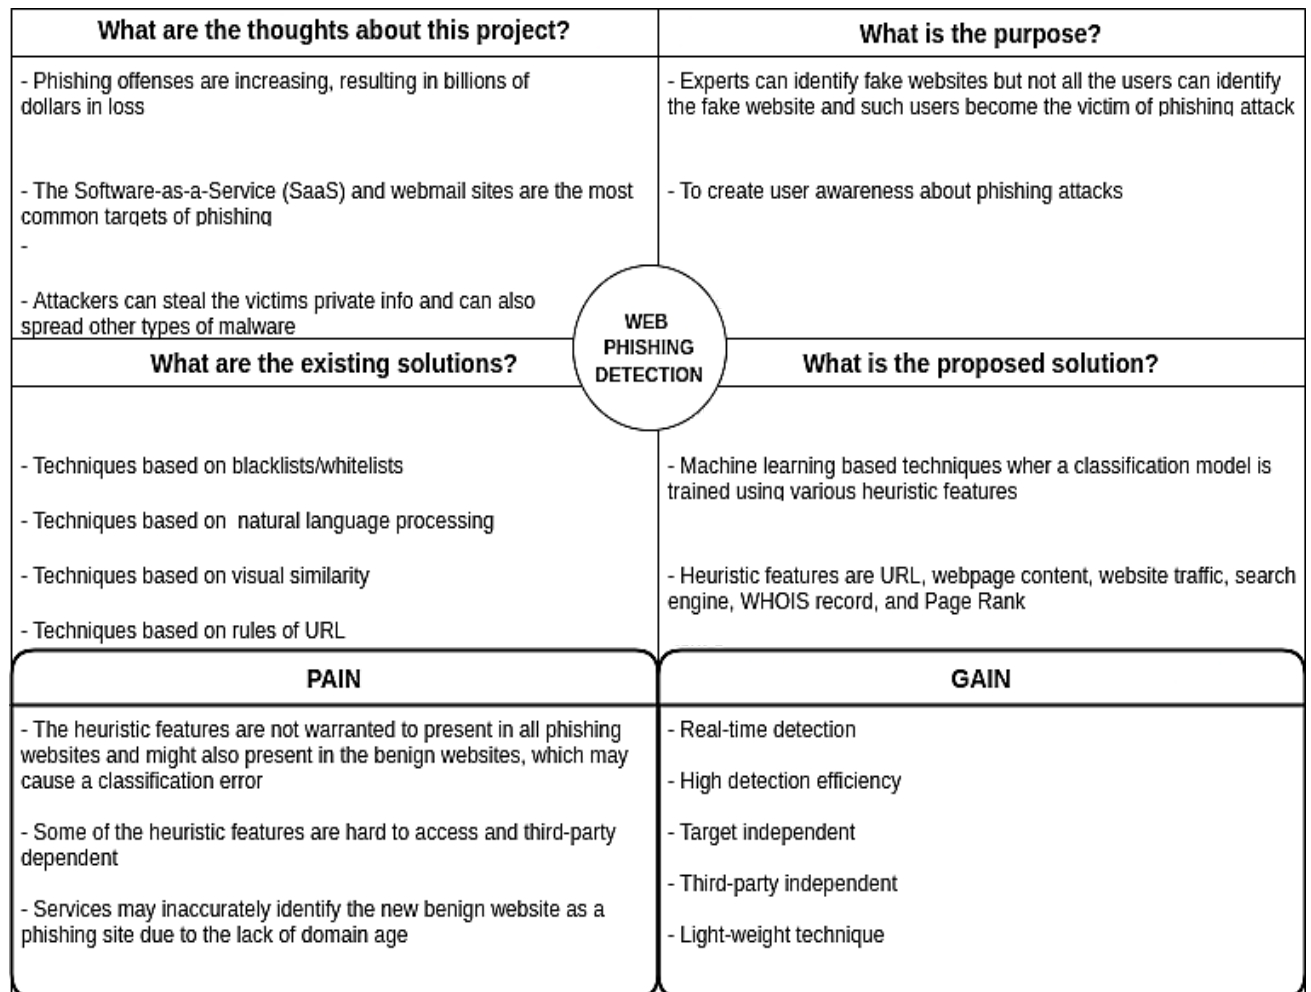 What are the thoughts about this project?
- Phishing offenses are increasing, resulting in billions of
dollars in loss
- The Software-as-a-Service (SaaS) and webmail sites are the most
common targets of phishing
-
- Attackers can steal the victims private info and can also
spread other types of malware
What is the purpose?
- Experts can identify fake websites but not all the users can identify
the fake website and such users become the victim of phishing attack
- To create user awareness about phishing attacks
WEB
PHISHING
DETECTION
What are the existing solutions?
- Techniques based on blacklists/whitelists
- Techniques based on  natural language processing
- Techniques based on visual similarity
- Techniques based on rules of URL
What is the proposed solution?
- Machine learning based techniques wher a classification model is
trained using various heuristic features
- Heuristic features are URL, webpage content, website traffic, search
engine, WHOIS record, and Page Rank
PAIN
- The heuristic features are not warranted to present in all phishing
websites and might also present in the benign websites, which may
cause a classification error
- Some of the heuristic features are hard to access and third-party
dependent
- Services may inaccurately identify the new benign website as a
phishing site due to the lack of domain age
GAIN
- Real-time detection
- High detection efficiency
- Target independent
- Third-party independent
- Light-weight technique